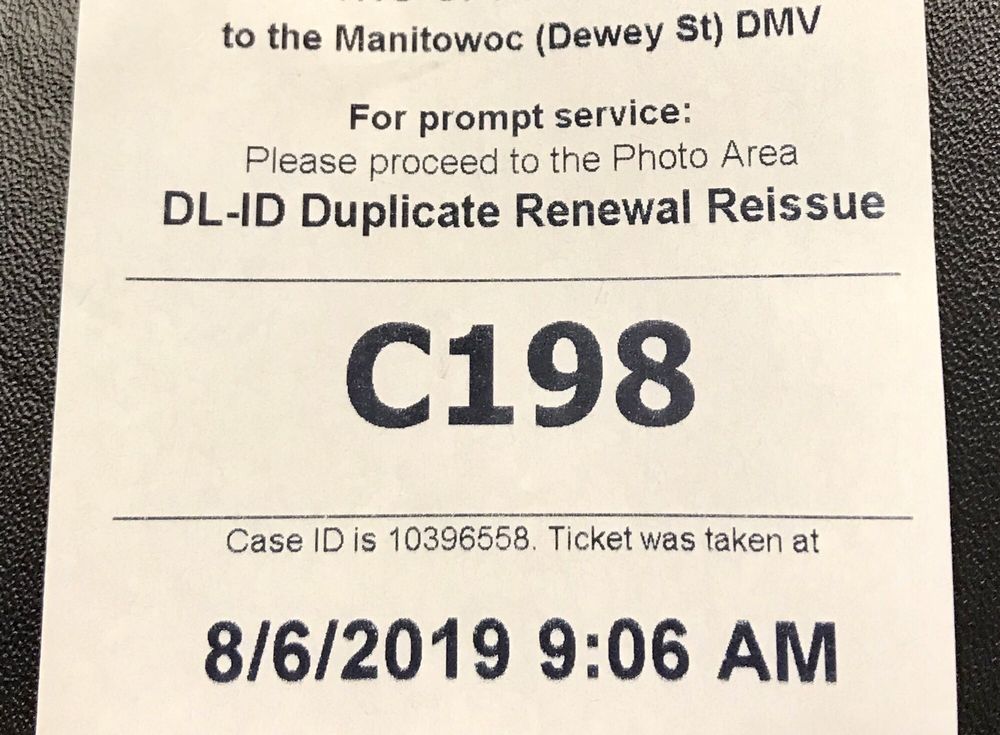 to the Manitowoc (Dewey St) DMV
For prompt service:
Please proceed to the Photo Area
DL-ID Duplicate Renewal Reissue
C198
Case ID is 10396558. Ticket was taken at
8/6/2019 9:06 AM